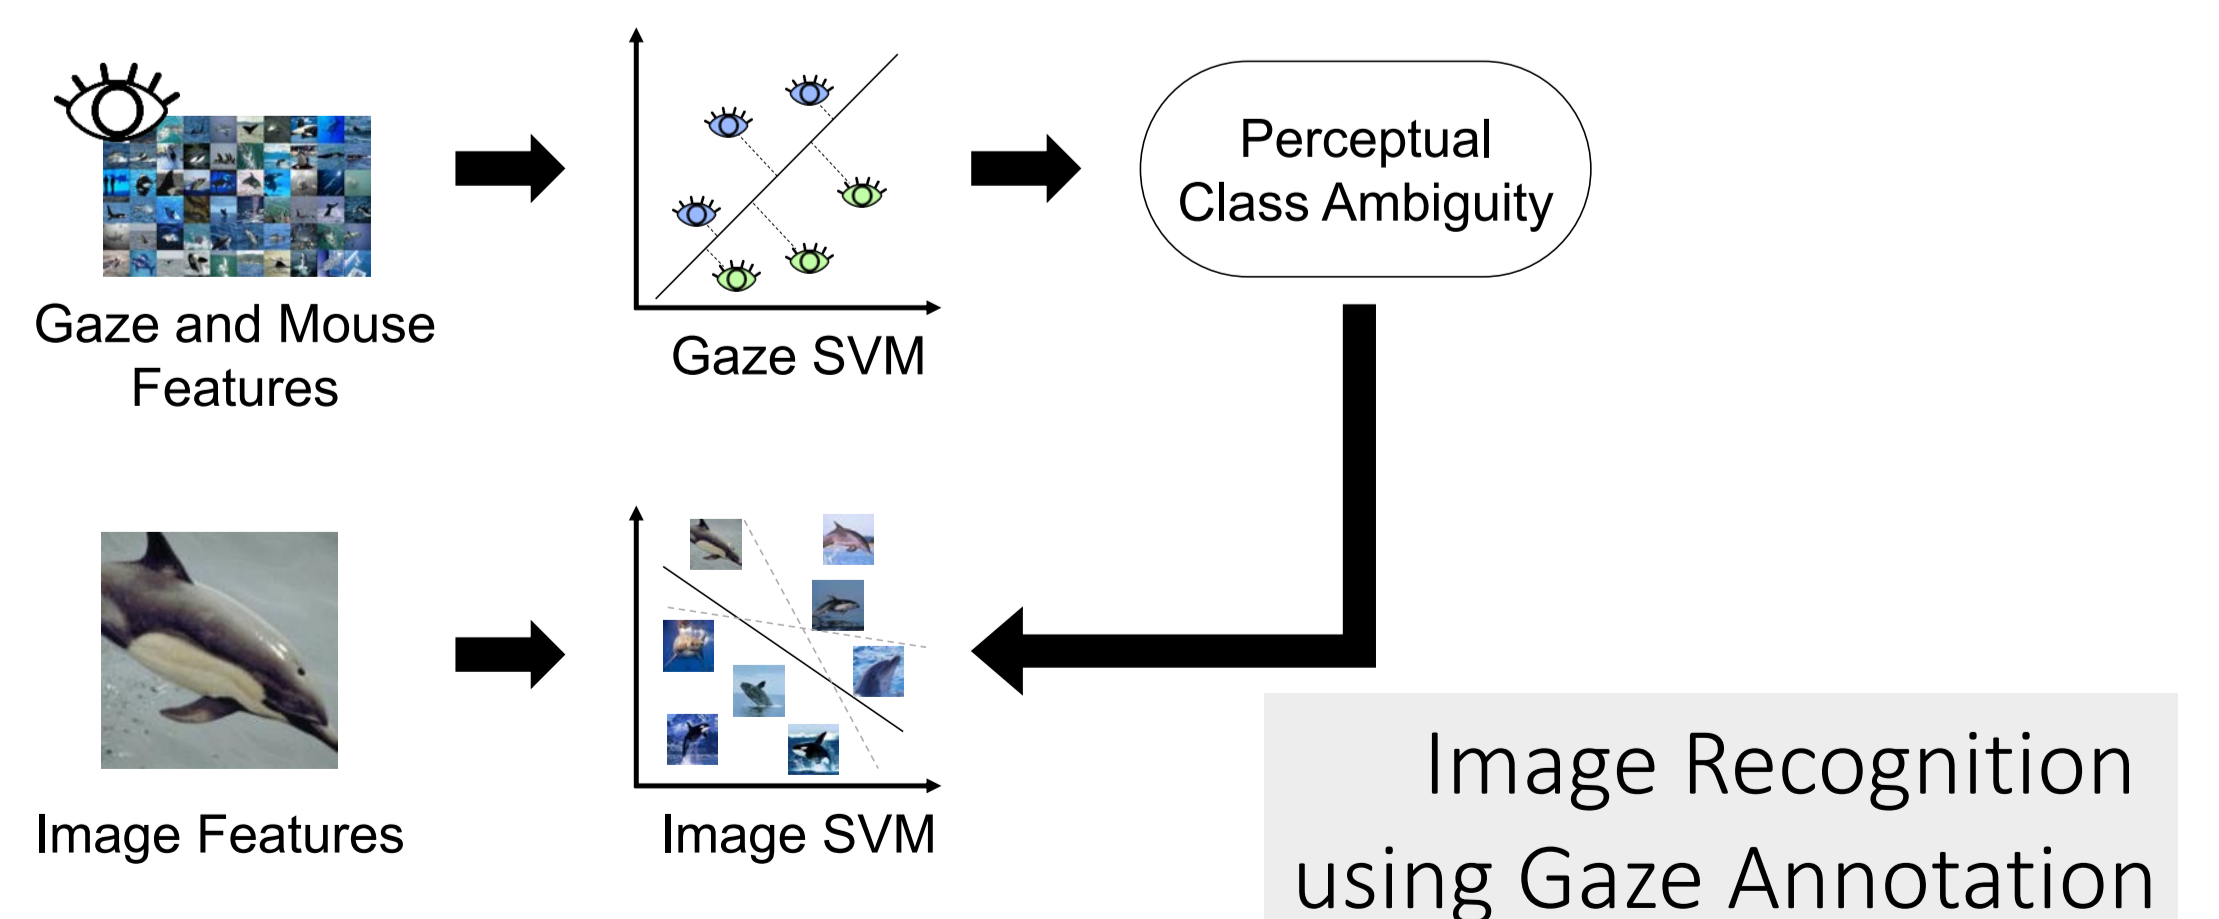 Gaze and Mouse
Features
Gaze SVM
Perceptual
Class Ambiguity
Image Features
Image SVM
Image Recognition
using Gaze Annotation